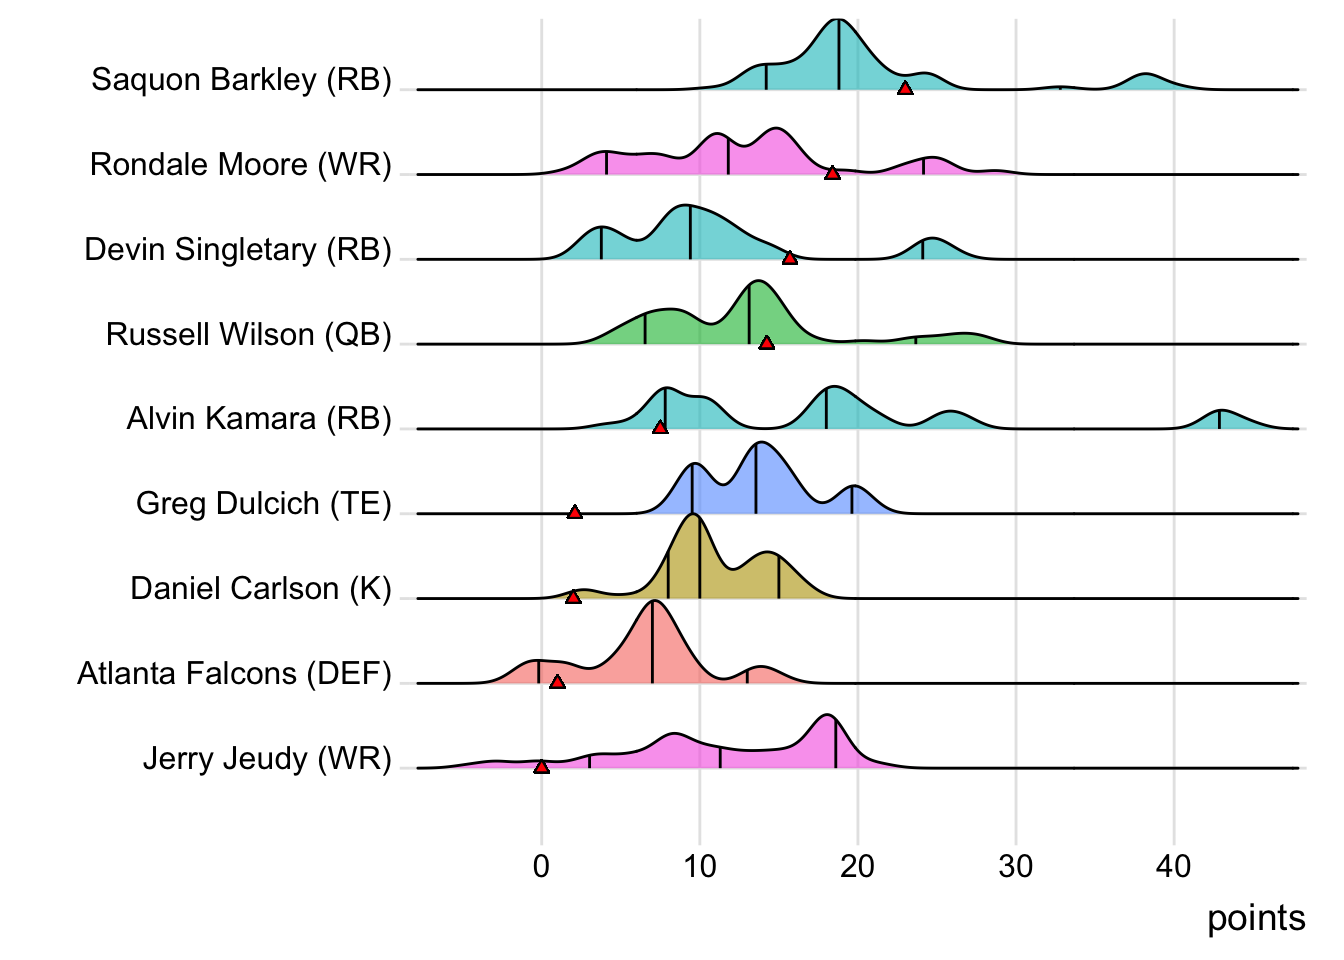 Saquon Barkley (RB)
Rondale Moore (WR)
Devin Singletary (RB)
Russell Wilson (QB)
Alvin Kamara (RB)
Greg Dulcich (TE)
Daniel Carlson (K)
Atlanta Falcons (DEF)
Jerry Jeudy (WR)
0 10 20 30 40
points